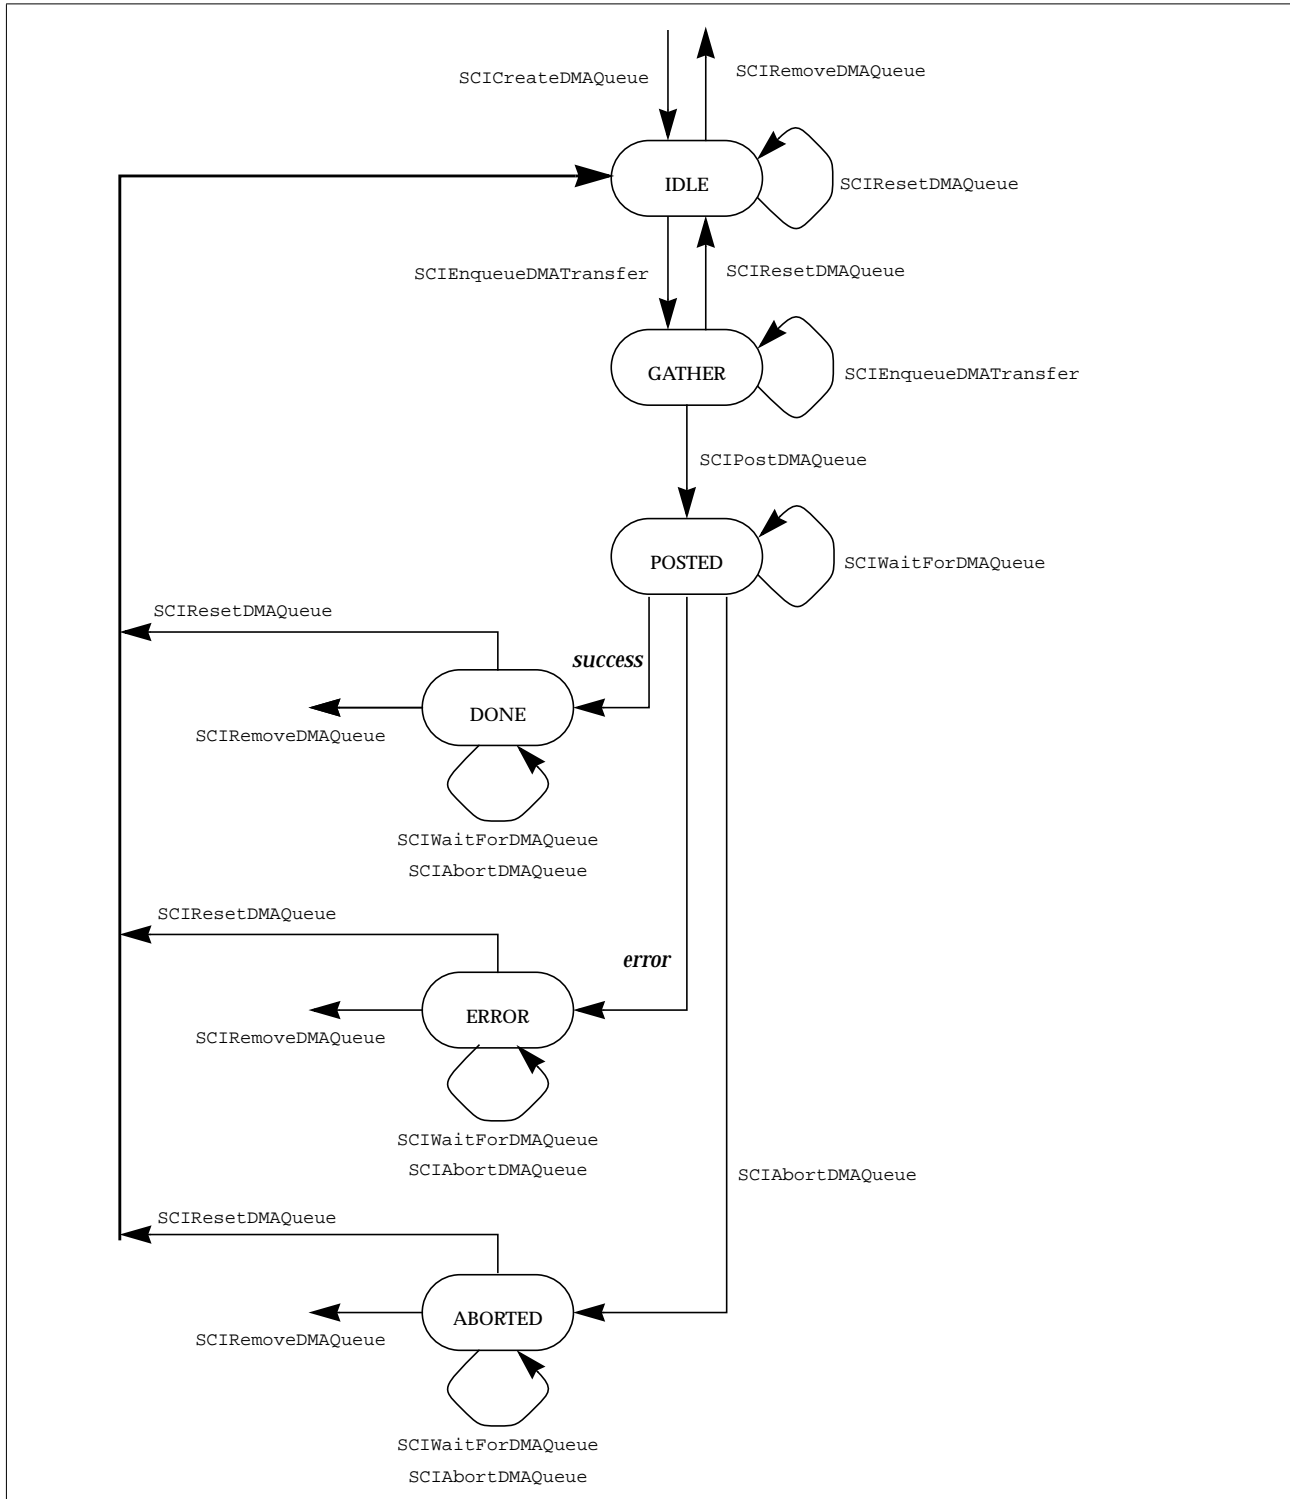 SCICreateDMAQueue
SCIRemoveDMAQueue
IDLE
SCIResetDMAQueue
SCIEnqueueDMATransfer
SCIResetDMAQueue
GATHER
SCIEnqueueDMATransfer
SCIPostDMAQueue
POSTED
SCIWaitForDMAQueue
SCIResetDMAQueue
success
DONE
SCIRemoveDMAQueue
SCIWaitForDMAQueue
SCIAbortDMAQueue
SCIResetDMAQueue
error
ERROR
SCIRemoveDMAQueue
SCIWaitForDMAQueue
SCIAbortDMAQueue
SCIAbortDMAQueue
SCIResetDMAQueue
ABORTED
SCIRemoveDMAQueue
SCIWaitForDMAQueue
SCIAbortDMAQueue